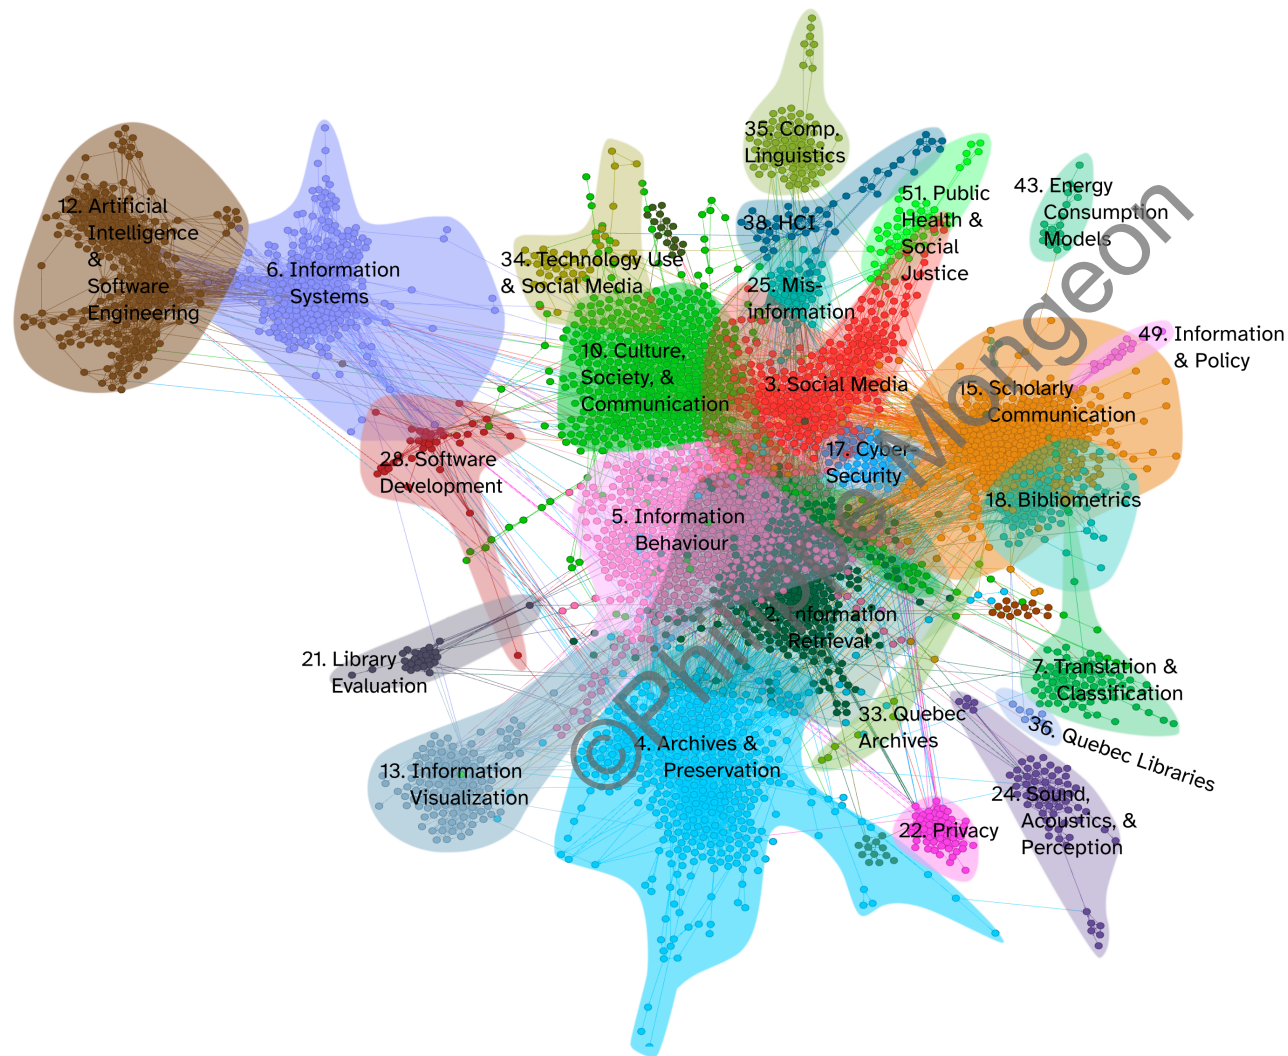 35. Comp.
Linguistics
12. Artificial
Intelligence
&
Software
Engineering
6. Information
Systems
34. Technology Use
& Social Media
38. HCI
51. Public
Health &
Social
Justice
43. Energy
Consumption
Models
25. Mis-
information
49. Information
& Policy
10. Culture,
Society, &
Communication
3. Social Media
15. Scholarly
Communication
28. Software
Development
17. Cyber-
Security
18. Bibliometrics
5. Information
Behaviour
2. Information
Retrieval
21. Library
Evaluation
7. Translation &
Classification
33. Quebec
Archives
36. Quebec Libraries
4. Archives &
Preservation
13. Information
Visualization
24. Sound,
Acoustics, &
Perception
22. Privacy
©Philippe Mongeon